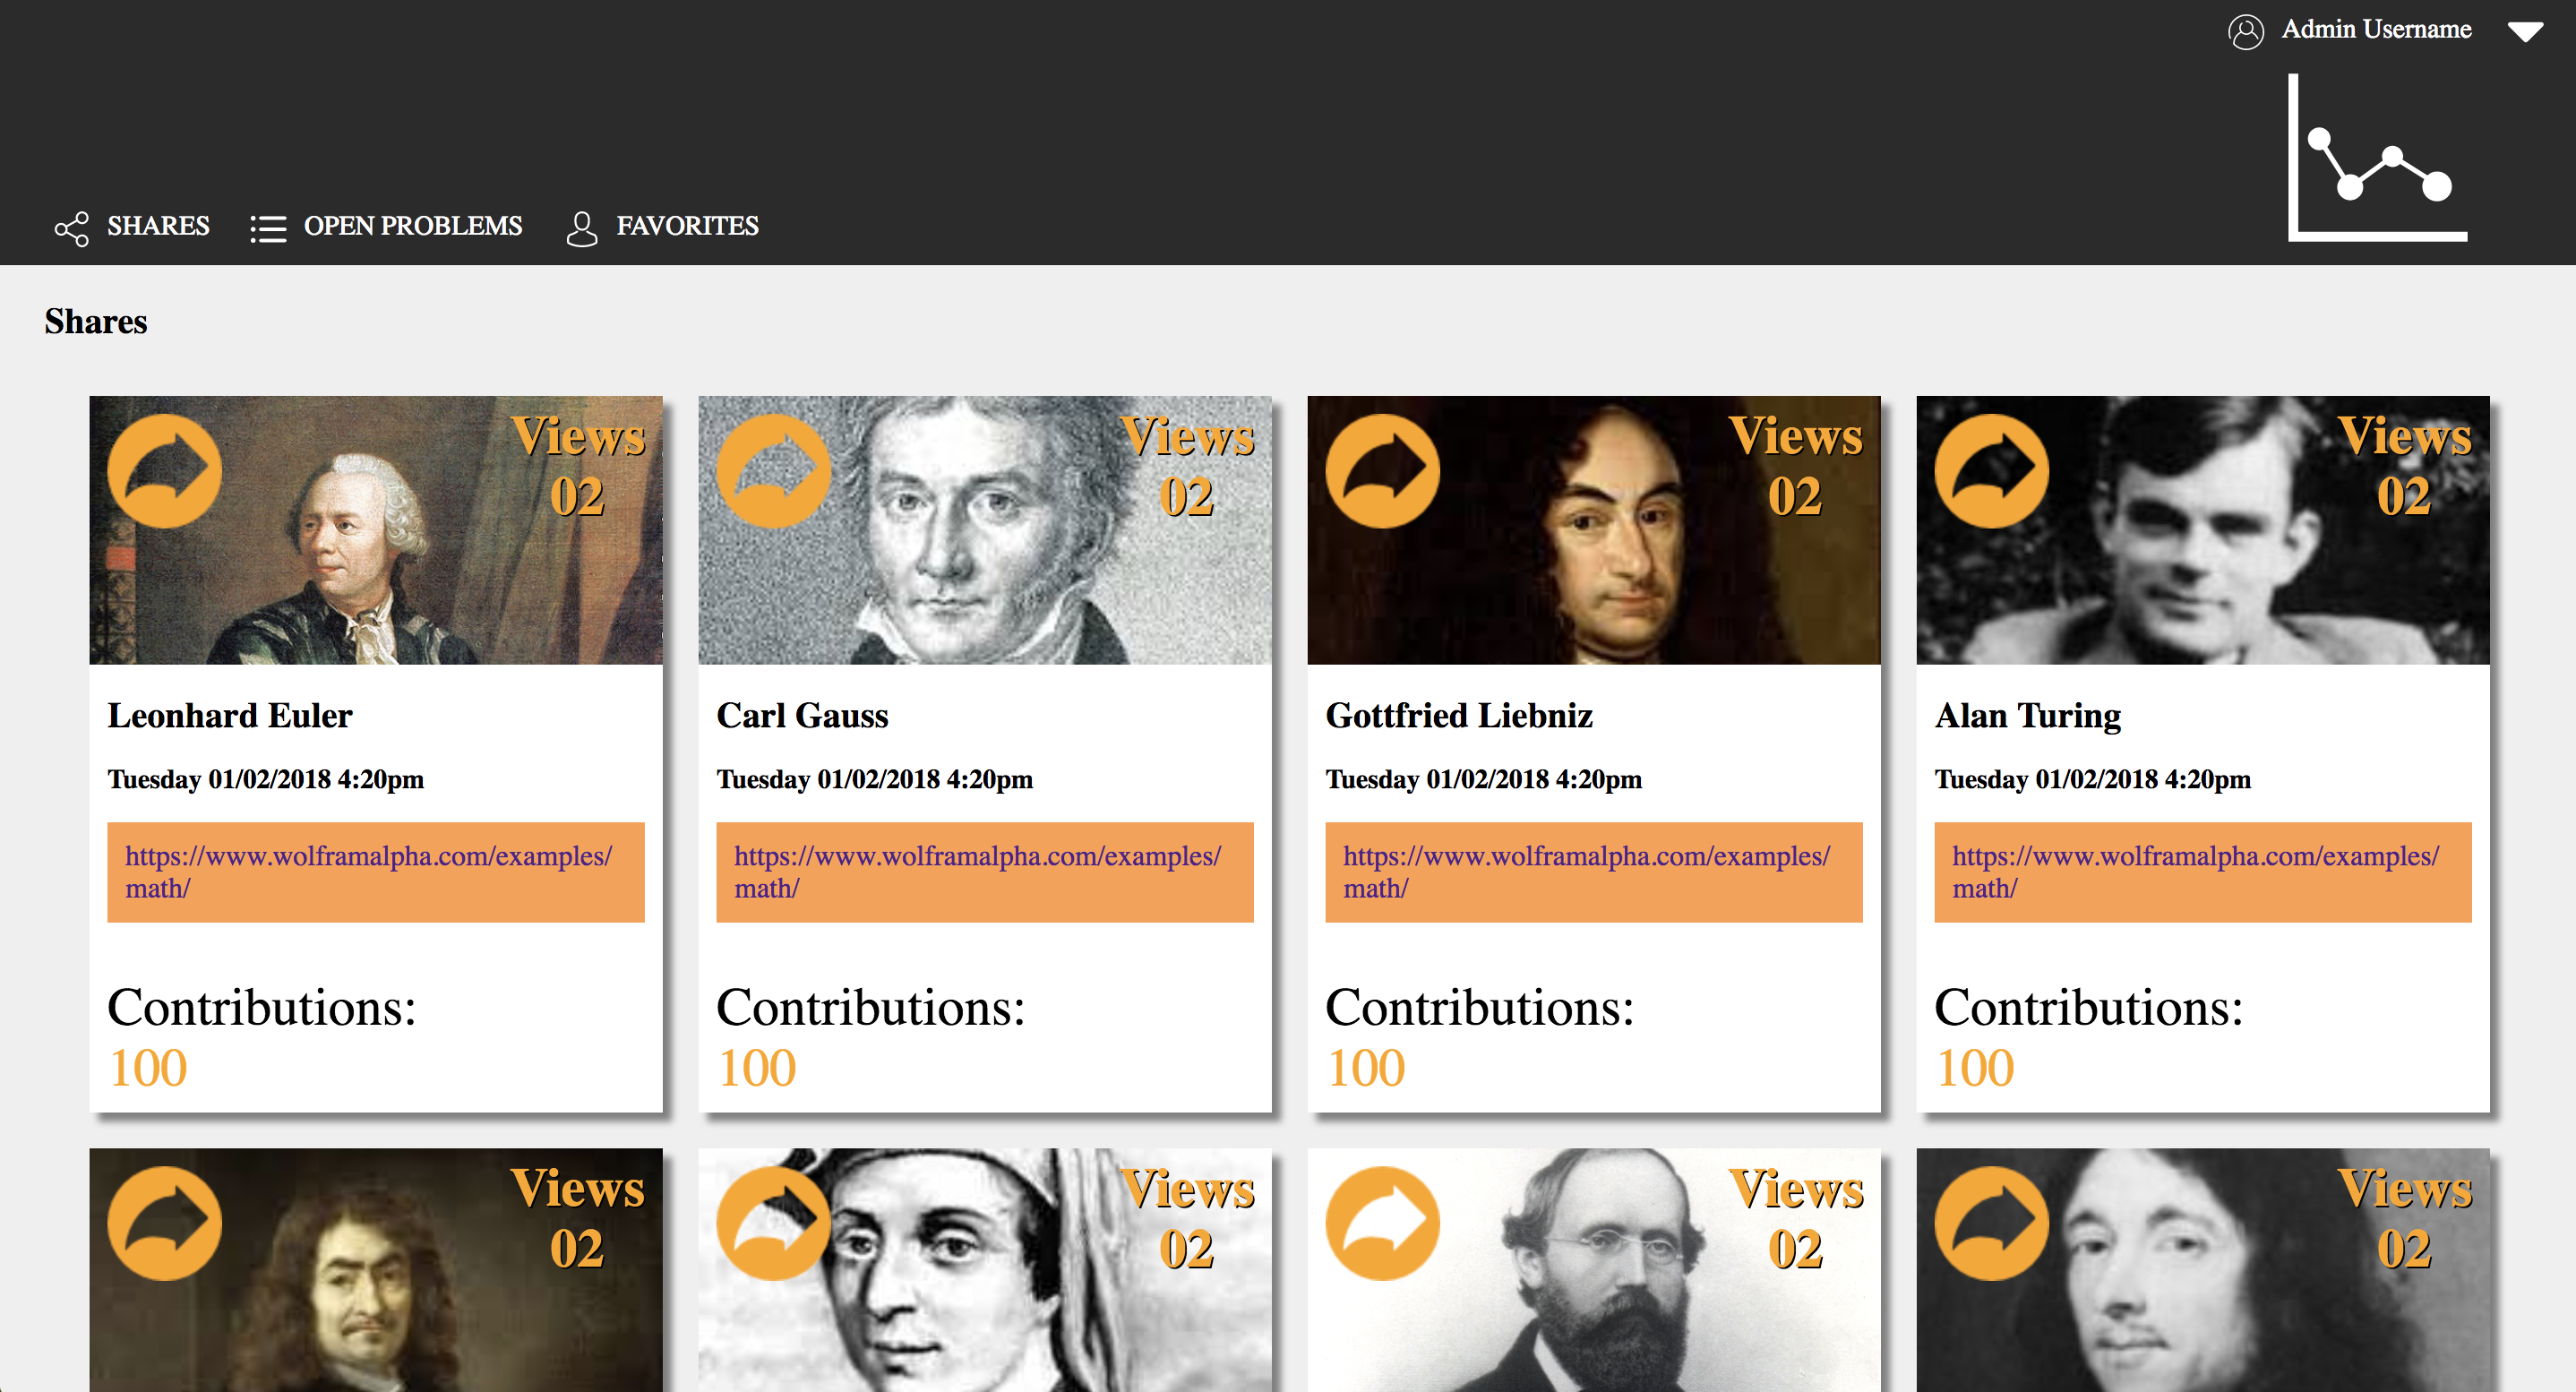 Admin Username
SHARES
OPEN PROBLEMS
FAVORITES
Shares
Views
02
Leonhard Euler
Tuesday 01/02/2018 4:20pm
https://www.wolframalpha.com/examples/
math/
Contributions:
100
Views
02
Carl Gauss
Tuesday 01/02/2018 4:20pm
https://www.wolframalpha.com/examples/
math/
Contributions:
100
Views
02
Gottfried Liebniz
Tuesday 01/02/2018 4:20pm
https://www.wolframalpha.com/examples/
math/
Contributions:
100
Views
02
Alan Turing
Tuesday 01/02/2018 4:20pm
https://www.wolframalpha.com/examples/
math/
Contributions:
100
Views
02
Views
02
Views
02
Views
02